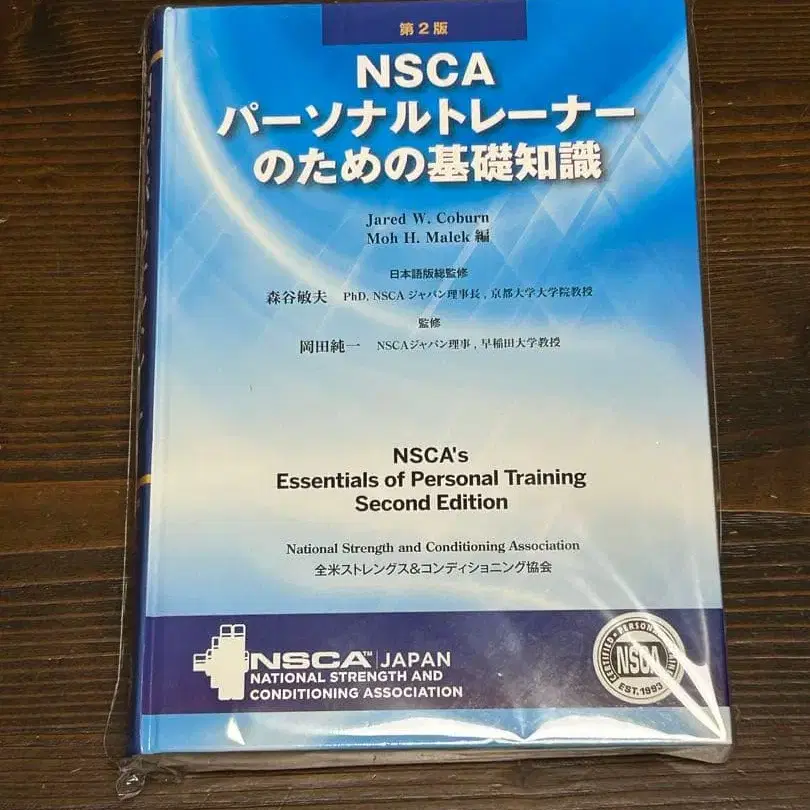 第2版
NSCA
パーソナルトレーナー
のための基礎知識
Jared W. Coburn
Moh H. Malek 編
日本語版総監修
森谷敏夫 PhD, NSCA ジャパン理事長, 京都大学大学院教授
監修
岡田純一 NSCAジャパン理事, 早稲田大学教授
NSCA's
Essentials of Personal Training
Second Edition
National Strength and Conditioning Association
全米ストレングス&コンディショニング協会
NSCA™ JAPAN
NATIONAL STRENGTH AND
CONDITIONING ASSOCIATION
CERTIFIED PERSONAL
NSCA
EST. 1993